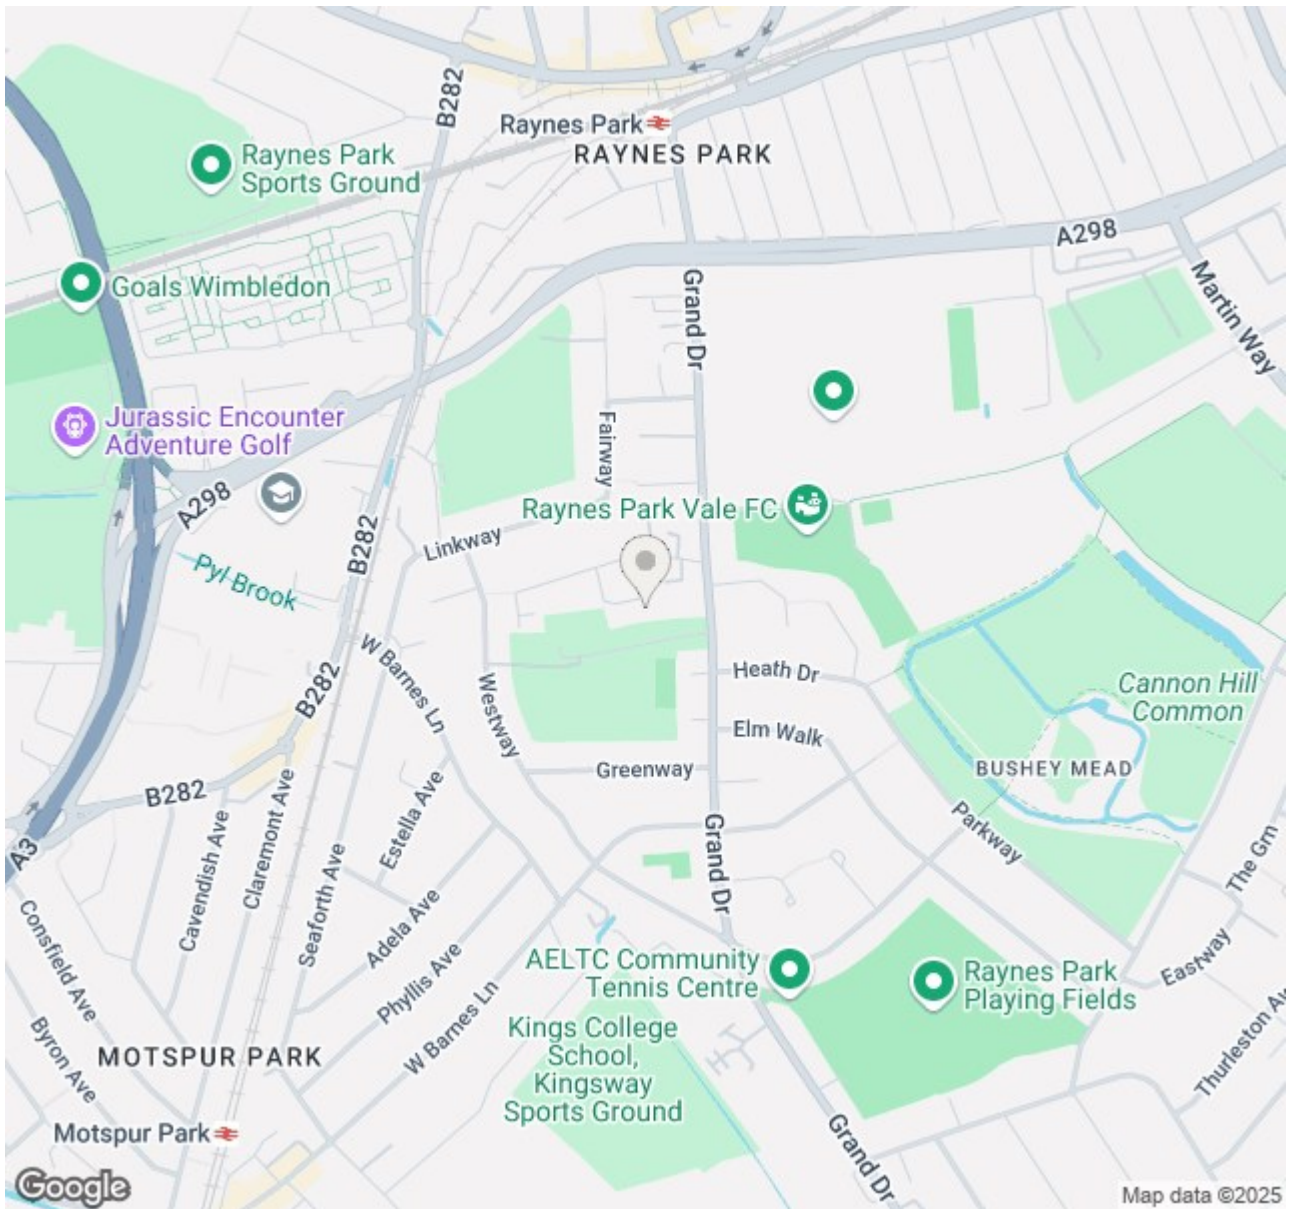 B282
Raynes Park
RAYNES PARK
Raynes Park
Sports Ground
A298
Goals Wimbledon
Grand Dr
Martin Way
Jurassic Encounter
Adventure Golf
Fairway
A298
Raynes Park Vale FC
B282
Linkway
Pyl Brook
W Barnes Ln
Heath Dr
Cannon Hill
Common
B282
Westway
Elm Walk
Greenway
BUSHEY MEAD
B282
Estella Ave
Claremont Ave
Cavendish Ave
Grand Dr
Parkway
The Grn
A3
Seaforth Ave
Adela Ave
Consfield Ave
Phyllis Ave
Eastway
AELTC Community
Tennis Centre
Raynes Park
Playing Fields
W Barnes Ln
Kings College
School,
Kingsway
Sports Ground
Byron Ave
MOTSPUR PARK
Thurleston Av
Motspur Park
Grand Dr
Google
Map data ©2025